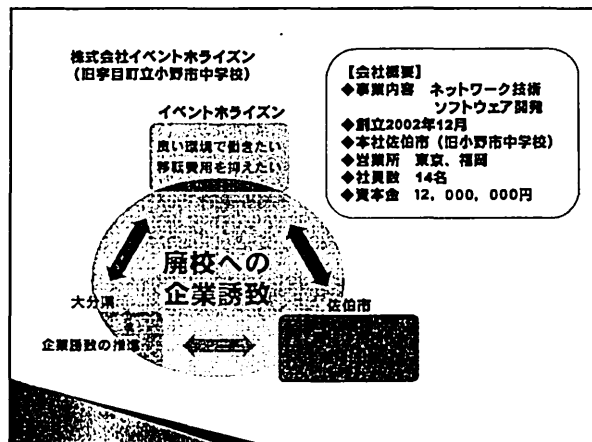 株式会社イベントホライズン
(旧宇目町立小野市中学校)
【会社概要】
◆事業内容 ネットワーク技術
ソフトウェア開発
◆創立2002年12月
◆本社佐伯市(旧小野市中学校)
◆営業所 東京、福岡
◆社員数 14名
◆資本金 12,000,000円
イベントホライズン
良い環境で働きたい
移転費用を抑えたい
廃校への
企業誘致
大分県
佐伯市
企業誘致の推進